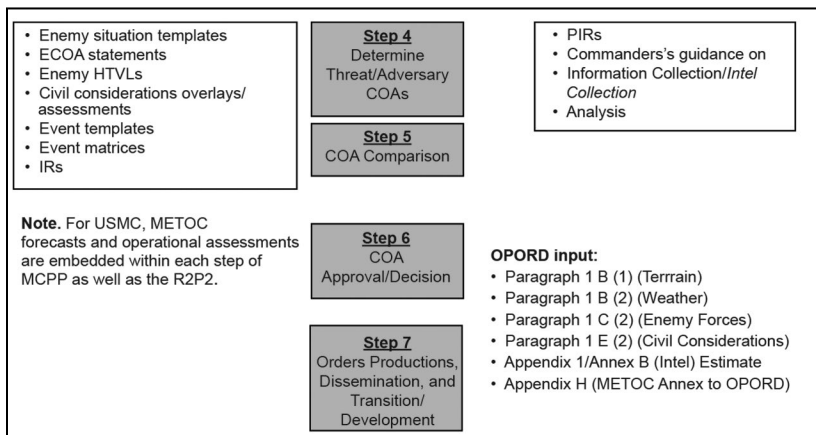 • Enemy situation templates
• ECOA statements
• Enemy HTVLs
• Civil considerations overlays/
assessments
• Event templates
• Event matrices
• IRs
Step 4
Determine
Threat/Adversary
COAs
Step 5
COA Comparison
• PIRs
• Commanders's guidance on
• Information Collection/Intel
Collection
• Analysis
Note. For USMC, METOC
forecasts and operational assessments
are embedded within each step of
MCPP as well as the R2P2.
Step 6
COA
Approval/Decision
Step 7
Orders Productions,
Dissemination, and
Transition/
Development
OPORD input:
• Paragraph 1 B (1) (Terrrain)
• Paragraph 1 B (2) (Weather)
• Paragraph 1 C (2) (Enemy Forces)
• Paragraph 1 E (2) (Civil Considerations)
• Appendix 1/Annex B (Intel) Estimate
• Appendix H (METOC Annex to OPORD)